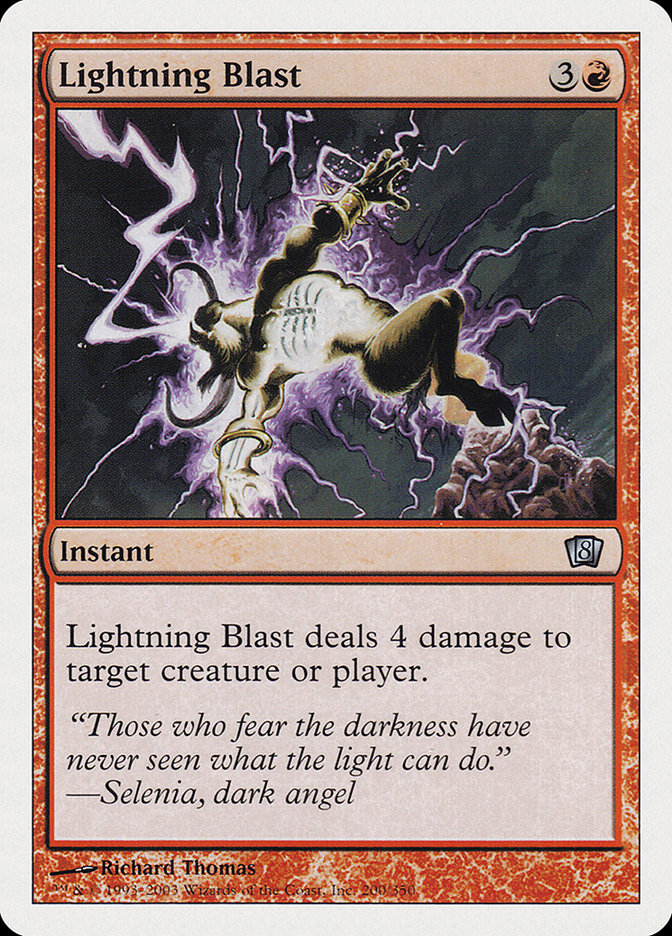 Lightning Blast 3
Instant 8
Lightning Blast deals 4 damage to
target creature or player.
“Those who fear the darkness have
never seen what the light can do.”
—Selenia, dark angel
Richard Thomas
™ & © 1993–2003 Wizards of the Coast, Inc. 200/350